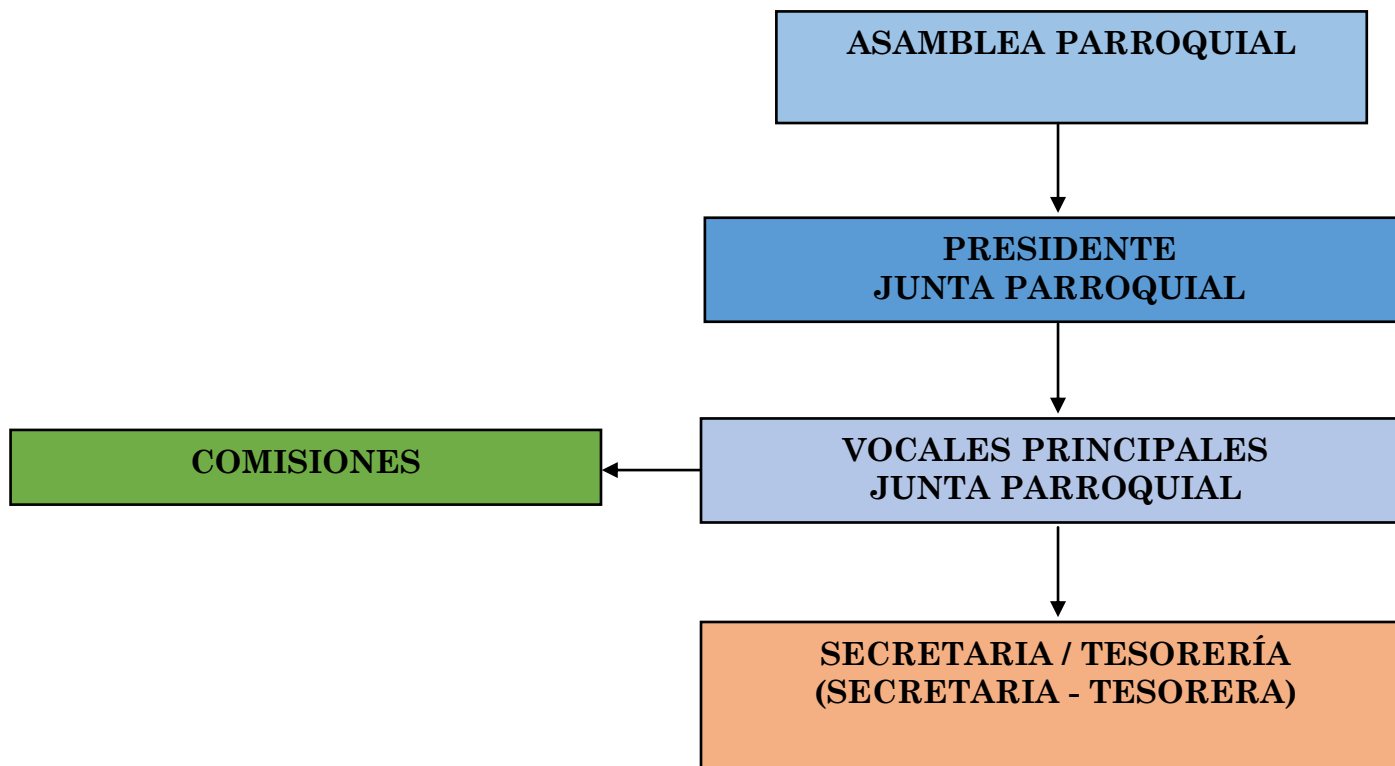 ASAMBLEA PARROQUIAL
PRESIDENTE
JUNTA PARROQUIAL
COMISIONES
VOCALES PRINCIPALES
JUNTA PARROQUIAL
SECRETARIA / TESORERÍA
(SECRETARIA - TESORERA)